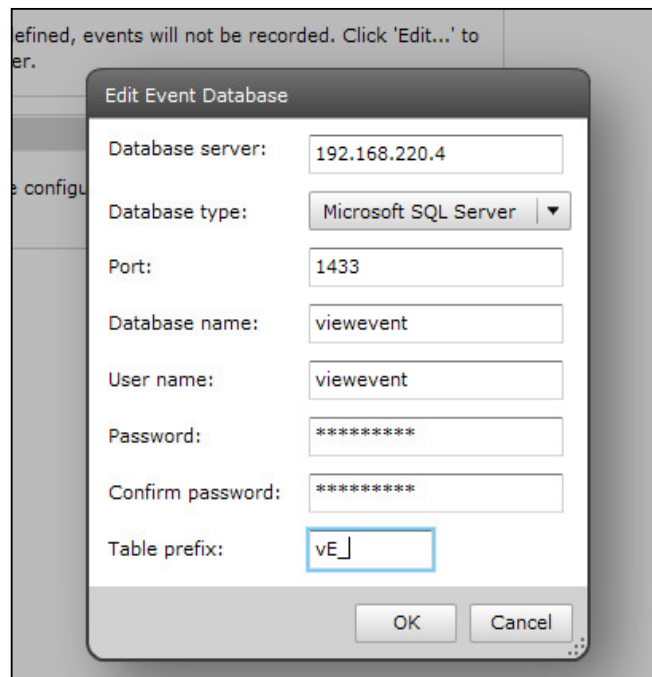 efined, events will not be recorded. Click 'Edit...' to
er.
e configu
Edit Event Database
Database server: 192.168.220.4
Database type: Microsoft SQL Server
Port: 1433
Database name: viewevent
User name: viewevent
Password: *********
Confirm password: *********
Table prefix: vE_
OK Cancel